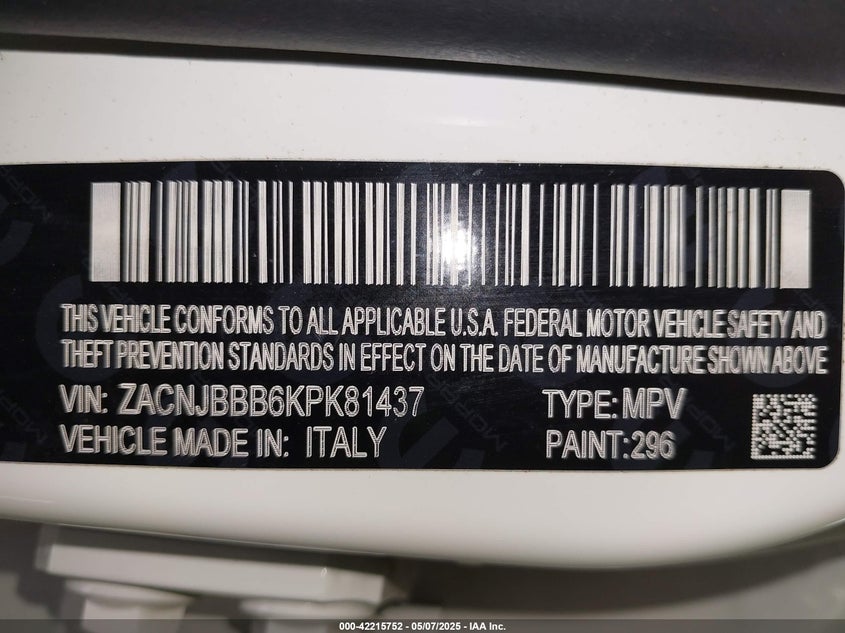 THIS VEHICLE CONFORMS TO ALL APPLICABLE U.S.A. FEDERAL MOTOR VEHICLE SAFETY AND
THEFT PREVENTION STANDARDS IN EFFECT ON THE DATE OF MANUFACTURE SHOWN ABOVE
VIN: ZACNJBBB6KPK81437 TYPE: MPV
VEHICLE MADE IN: ITALY PAINT: 296
000-42215752 | 05/07/2025 | IAA Inc.